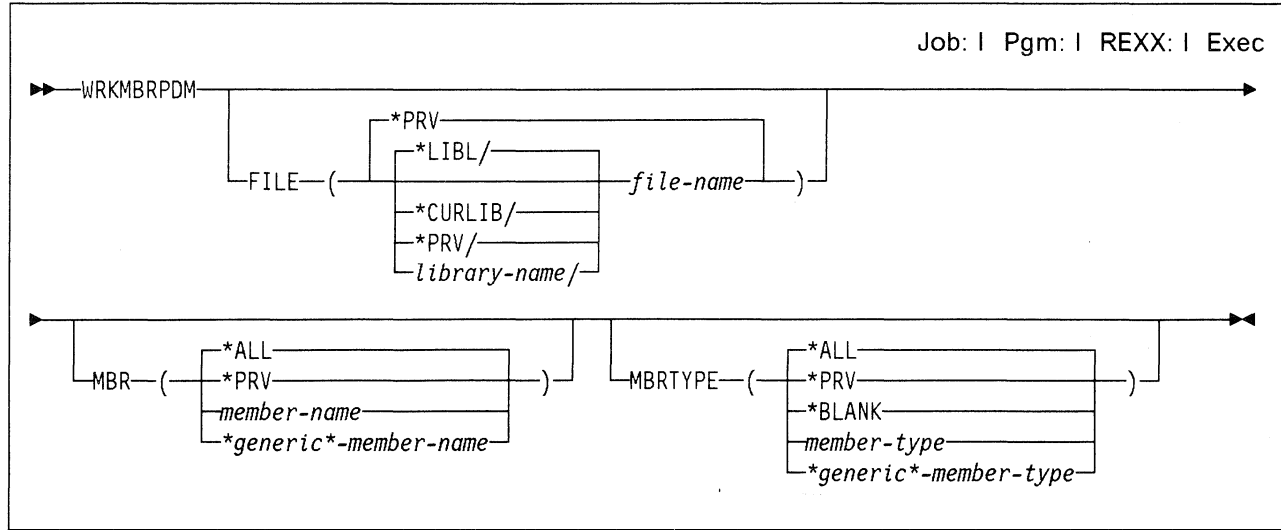 Job: I Pgm: I REXX: I Exec
WRKMBRPDM
*PRV
*LIBL/
FILE ( file-name )
*CURLIB/
*PRV/
library-name/
*ALL *ALL
MBR ( *PRV ) MBRTYPE ( *PRV )
member-name *BLANK
*generic*-member-name member-type
*generic*-member-type